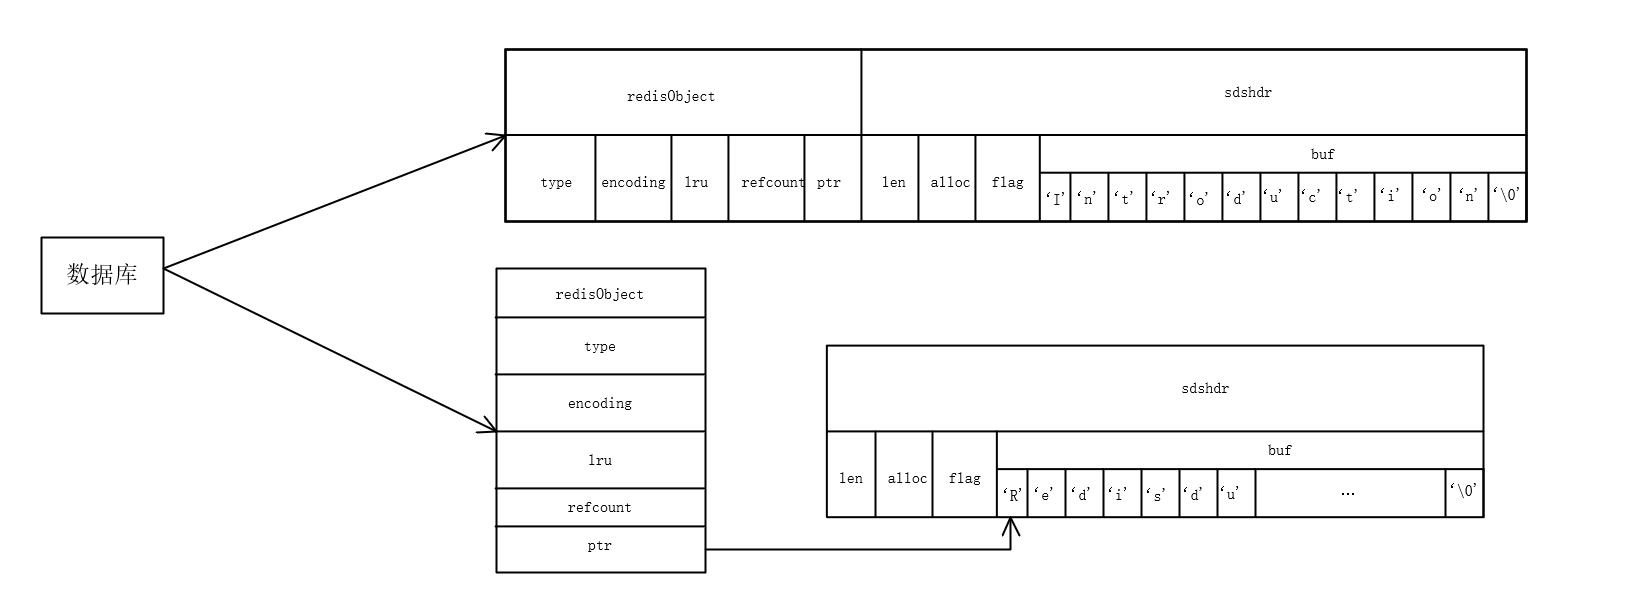 redisObject sdshdr
buf
type encoding lru refcount ptr len alloc flag
‘I’ ‘n’ ‘t’ ‘r’ ‘o’ ‘d’ ‘u’ ‘c’ ‘t’ ‘i’ ‘o’ ‘n’ ‘\0’
数据库
redisObject
type
encoding
lru
refcount
ptr
sdshdr
buf
len alloc flag
‘R’ ‘e’ ‘d’ ‘i’ ‘s’ ‘d’ ‘u’ … ‘\0’